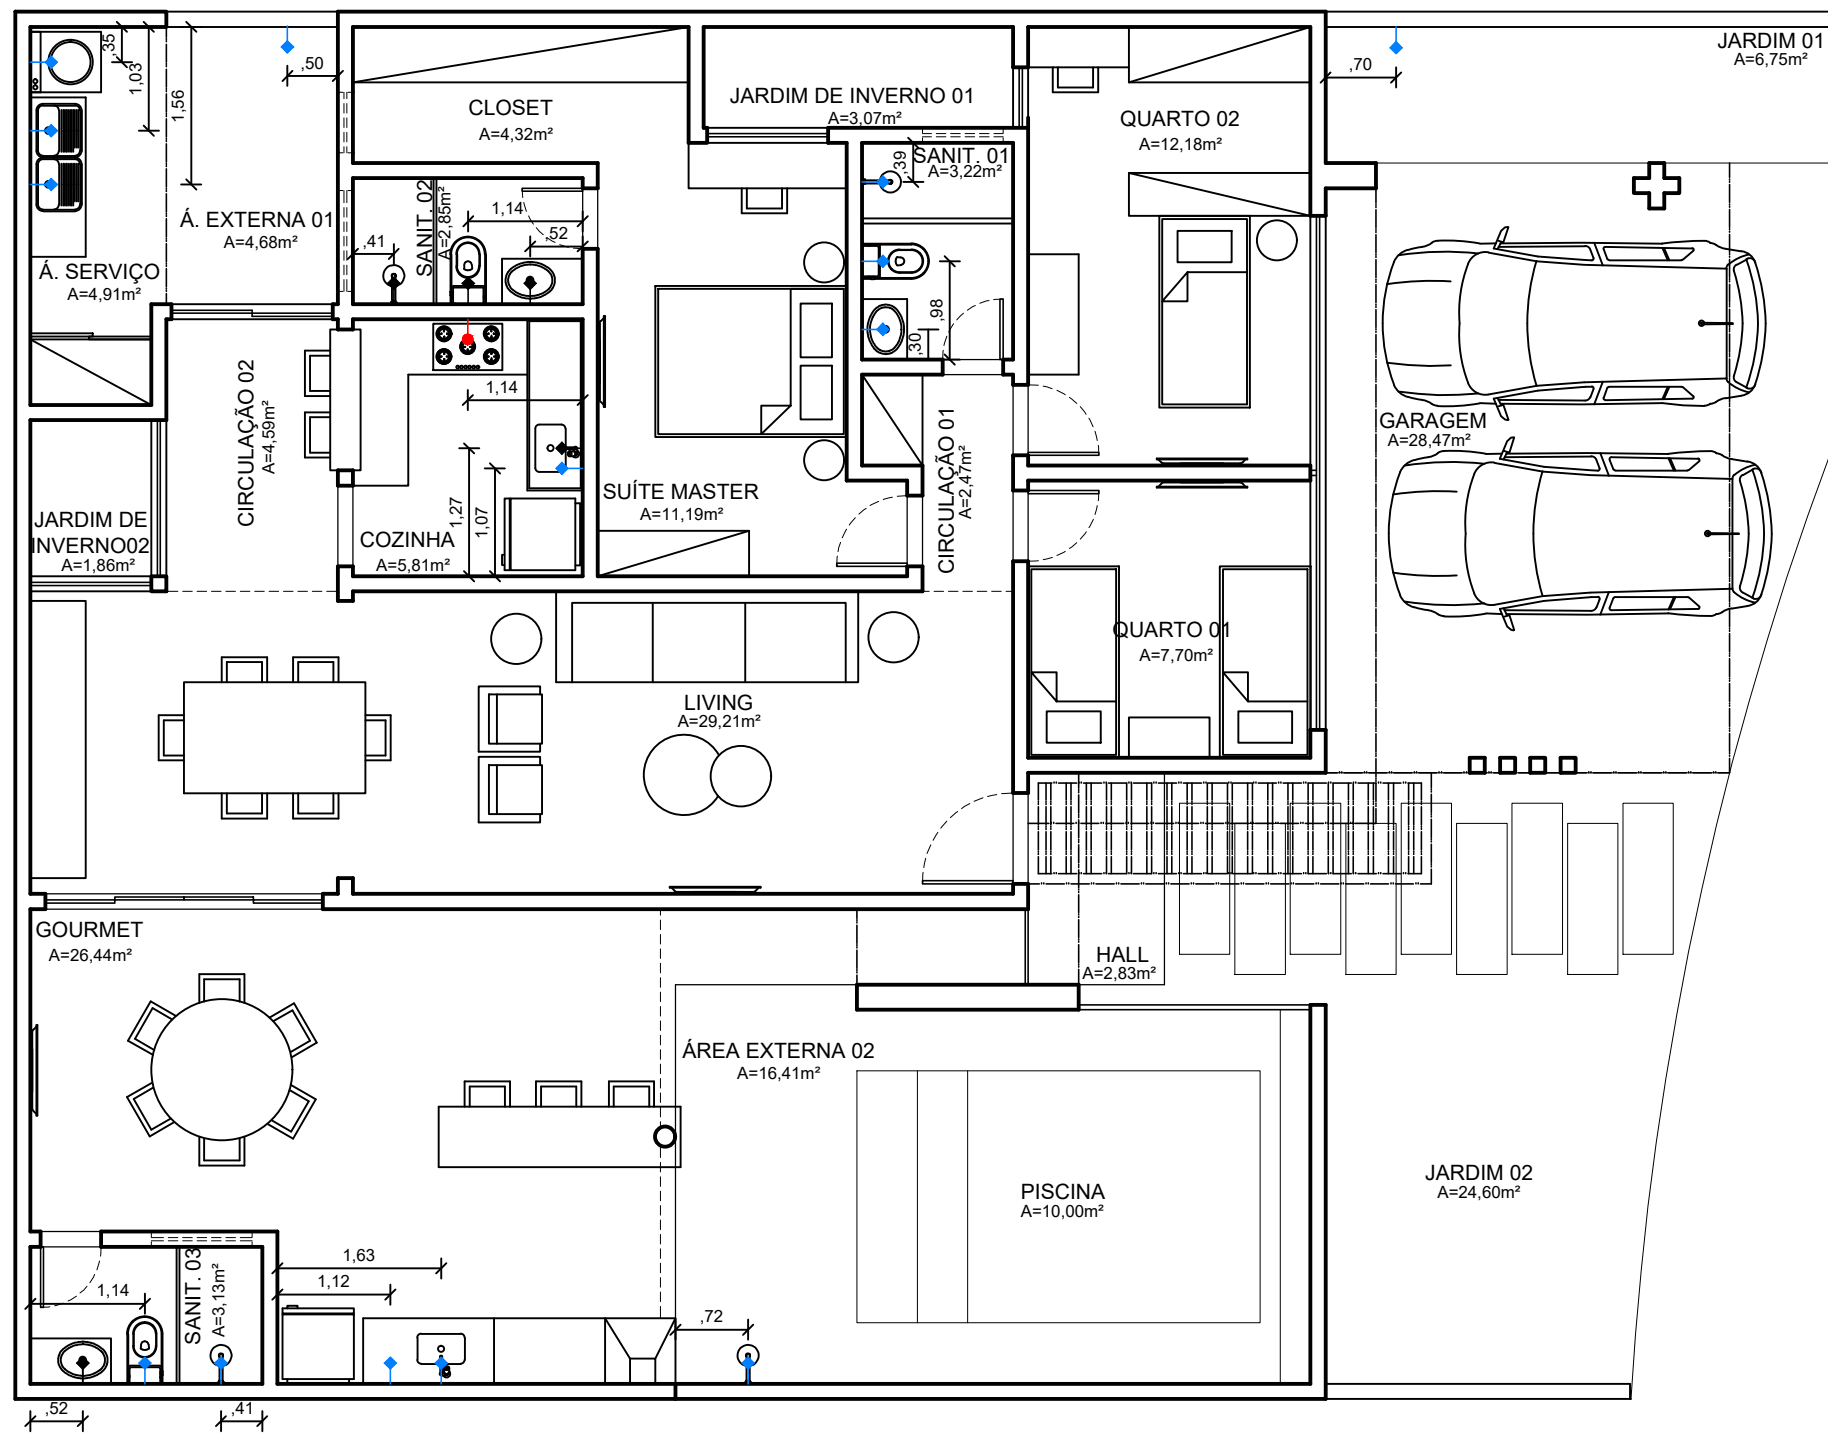 JARDIM 01
A=6,75m²
,35
1,03
1,56
,50
,70
CLOSET
A=4,32m²
JARDIM DE INVERNO 01
A=3,07m²
QUARTO 02
A=12,18m²
SANIT. 01
A=3,22m²
,39
Á. EXTERNA 01
A=4,68m²
SANIT. 02
A=2,85m²
1,14
,52
,41
Á. SERVIÇO
A=4,91m²
,98
,30
CIRCULAÇÃO 02
A=4,59m²
1,14
GARAGEM
A=28,47m²
CIRCULAÇÃO 01
A=2,47m²
SUÍTE MASTER
A=11,19m²
1,27
1,07
JARDIM DE
INVERNO02
A=1,86m²
COZINHA
A=5,81m²
QUARTO 01
A=7,70m²
LIVING
A=29,21m²
GOURMET
A=26,44m²
HALL
A=2,83m²
ÁREA EXTERNA 02
A=16,41m²
JARDIM 02
A=24,60m²
PISCINA
A=10,00m²
SANIT. 03
A=3,13m²
1,63
1,12
1,14
,72
,52
,41